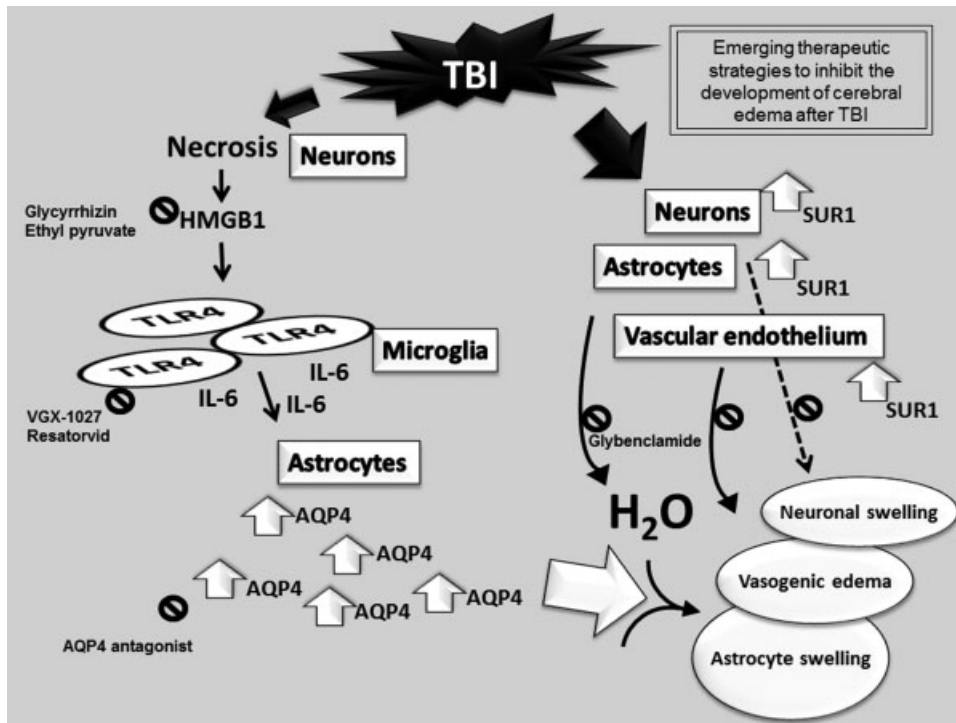 TBI
Emerging therapeutic
strategies to inhibit the
development of cerebral
edema after TBI
Necrosis
Neurons
Glycyrrhizin
Ethyl pyruvate
HMGB1
TLR4
TLR4
TLR4
Microglia
IL-6
IL-6
IL-6
VGX-1027
Resatorvid
Astrocytes
AQP4
AQP4
AQP4
AQP4
AQP4
AQP4 antagonist
Neurons
SUR1
Astrocytes
SUR1
Vascular endothelium
SUR1
Glybenclamide
H₂O
Neuronal swelling
Vasogenic edema
Astrocyte swelling